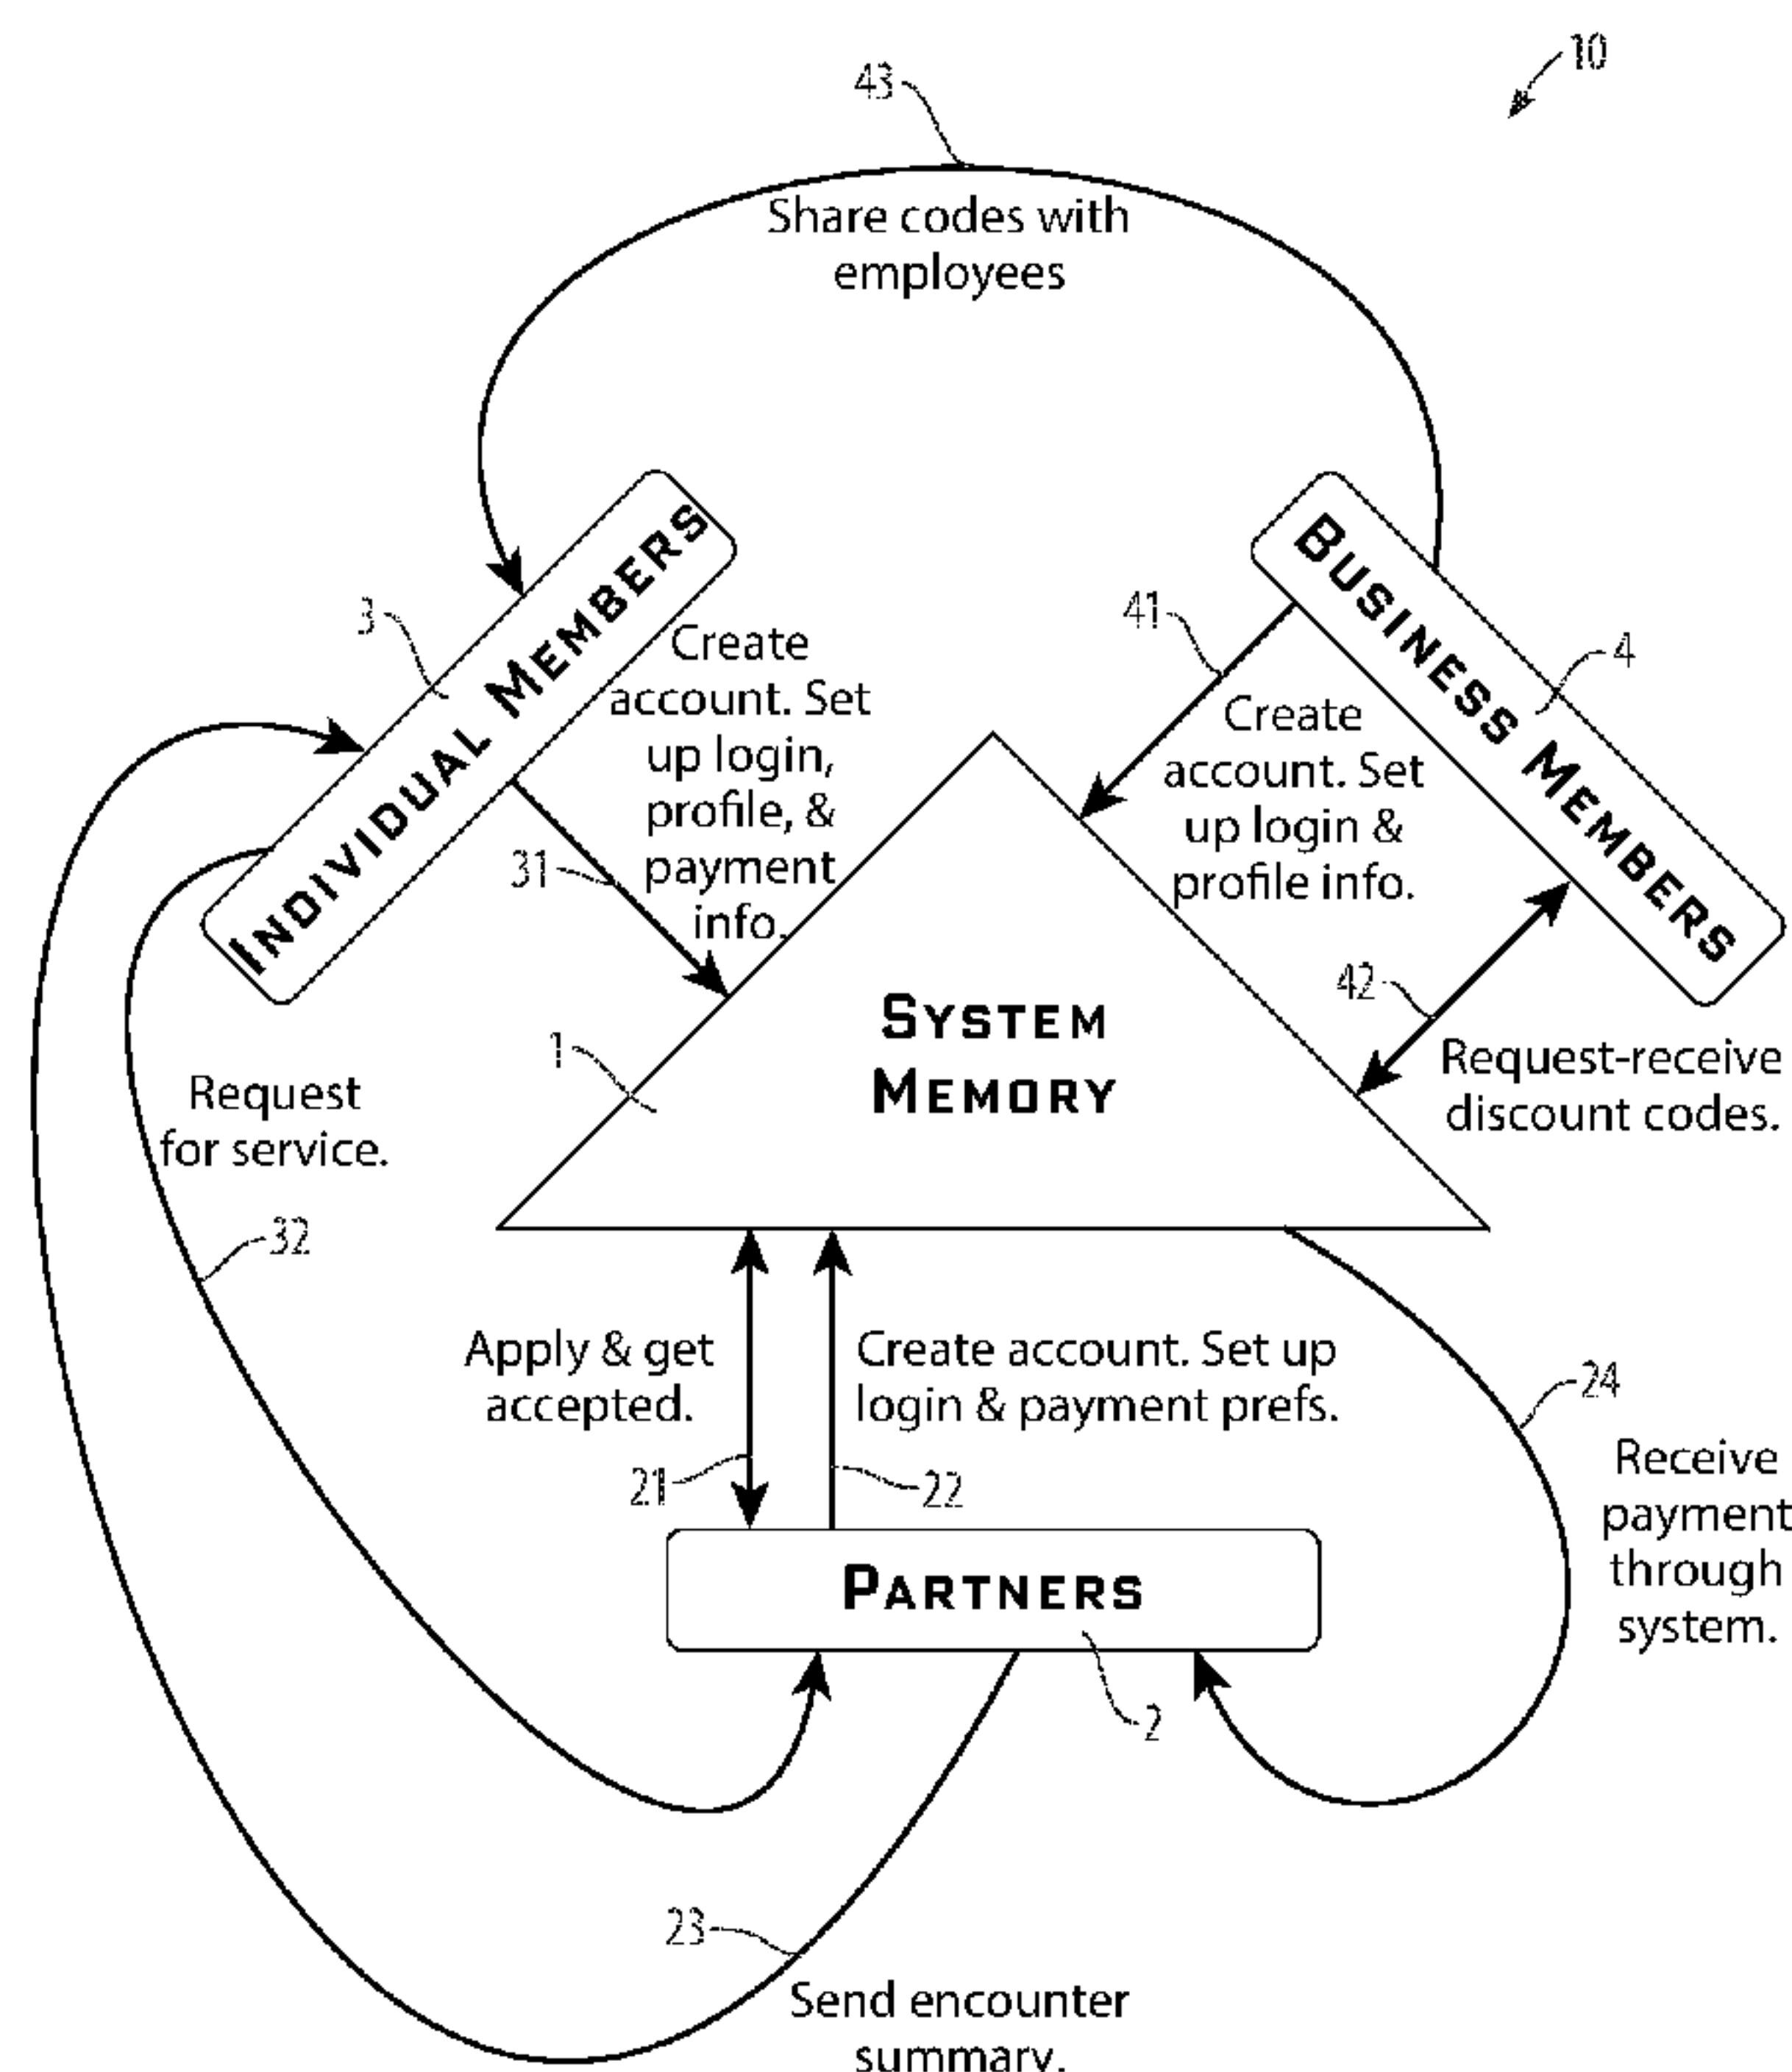 10
43
Share codes with
employees
INDIVIDUAL MEMBERS
BUSINESS MEMBERS
3
41
4
Create
account. Set
up login,
profile, &
payment
info.
Create
account. Set
up login &
profile info.
31
42
SYSTEM
MEMORY
1
Request-receive
discount codes.
Request
for service.
32
Apply & get
accepted.
Create account. Set up
login & payment prefs.
24
21
22
Receive
payment
through
system.
PARTNERS
2
23
Send encounter
summary.